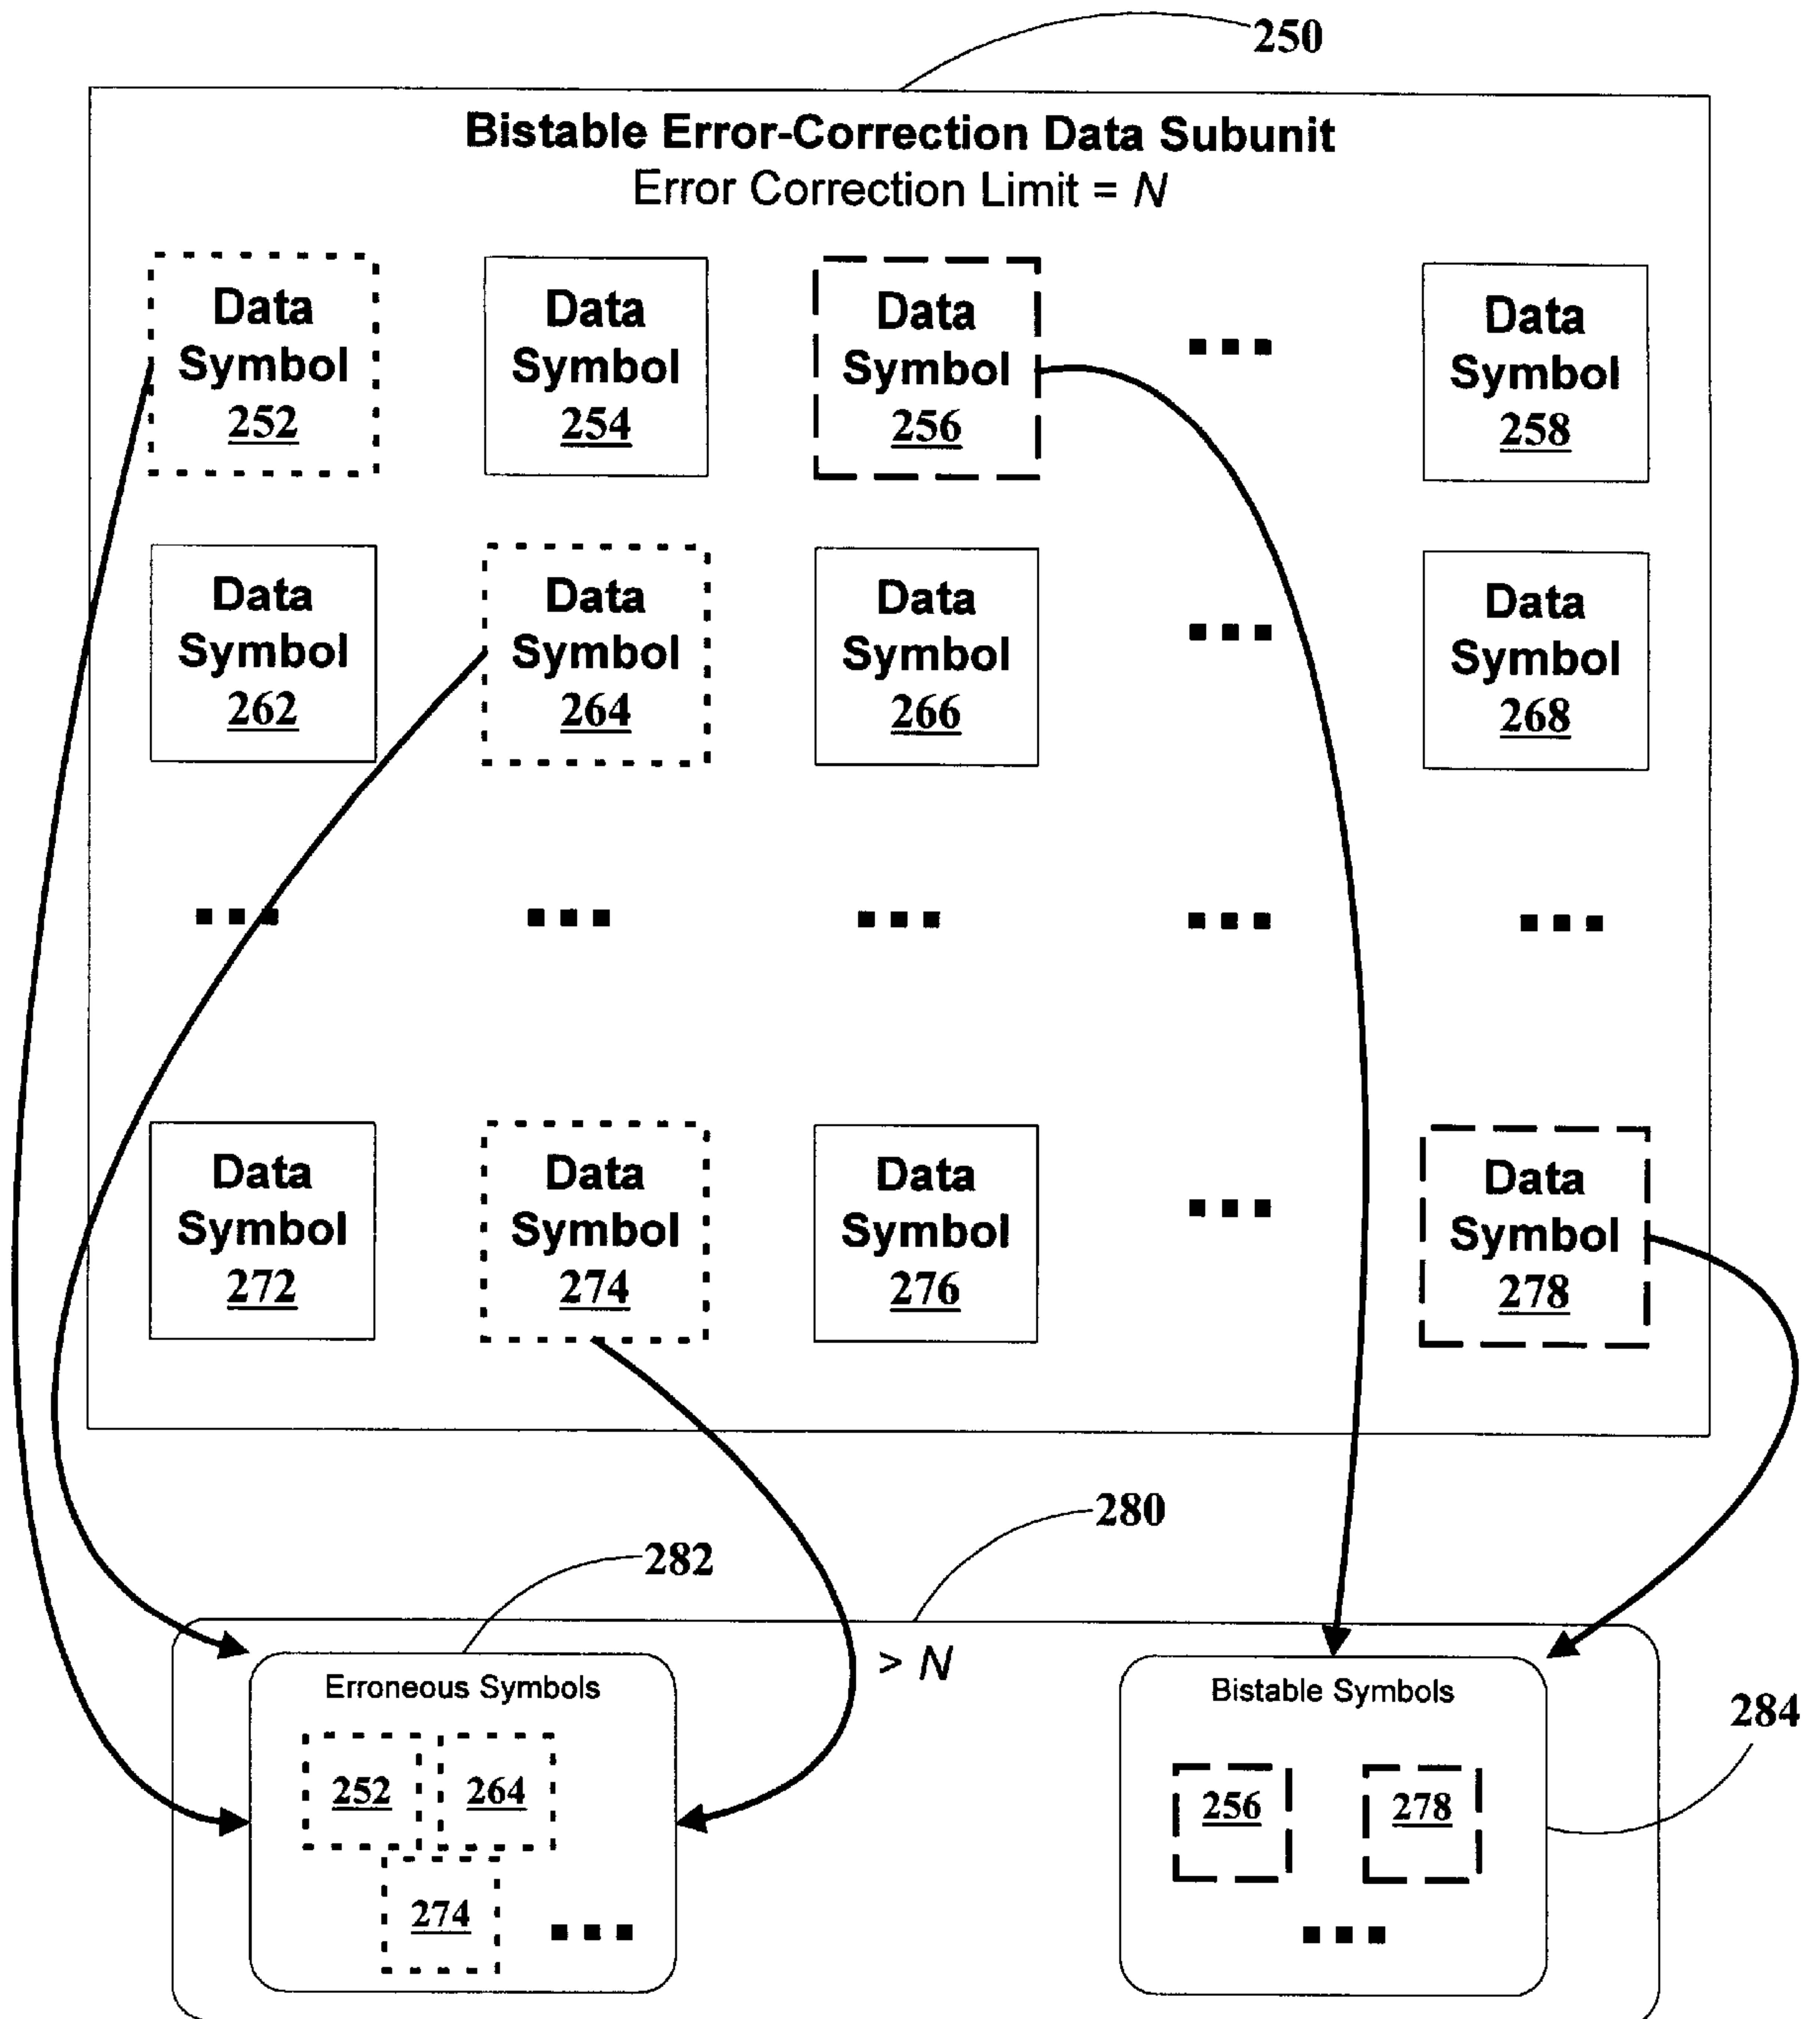 250
Bistable Error-Correction Data Subunit
Error Correction Limit = N
Data Symbol 252
Data Symbol 254
Data Symbol 256
...
Data Symbol 258
Data Symbol 262
Data Symbol 264
Data Symbol 266
...
Data Symbol 268
... ... ... ... ...
Data Symbol 272
Data Symbol 274
Data Symbol 276
...
Data Symbol 278
280
282
> N
Erroneous Symbols
252 264
274 ...
Bistable Symbols
256 278
...
284